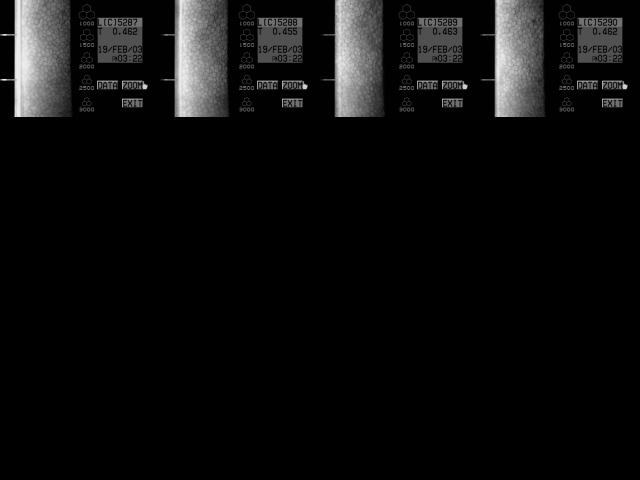 1000
L(C)5287
T 0.462
1500
19/FEB/03
PM03:22
2000
DATA ZOOM
2500
EXIT
3000
1000
L(C)5288
T 0.455
1500
19/FEB/03
PM03:22
2000
DATA ZOOM
2500
EXIT
3000
1000
L(C)5289
T 0.463
1500
19/FEB/03
PM03:22
2000
DATA ZOOM
2500
EXIT
3000
1000
L(C)5290
T 0.462
1500
19/FEB/03
PM03:22
2000
DATA ZOOM
2500
EXIT
3000